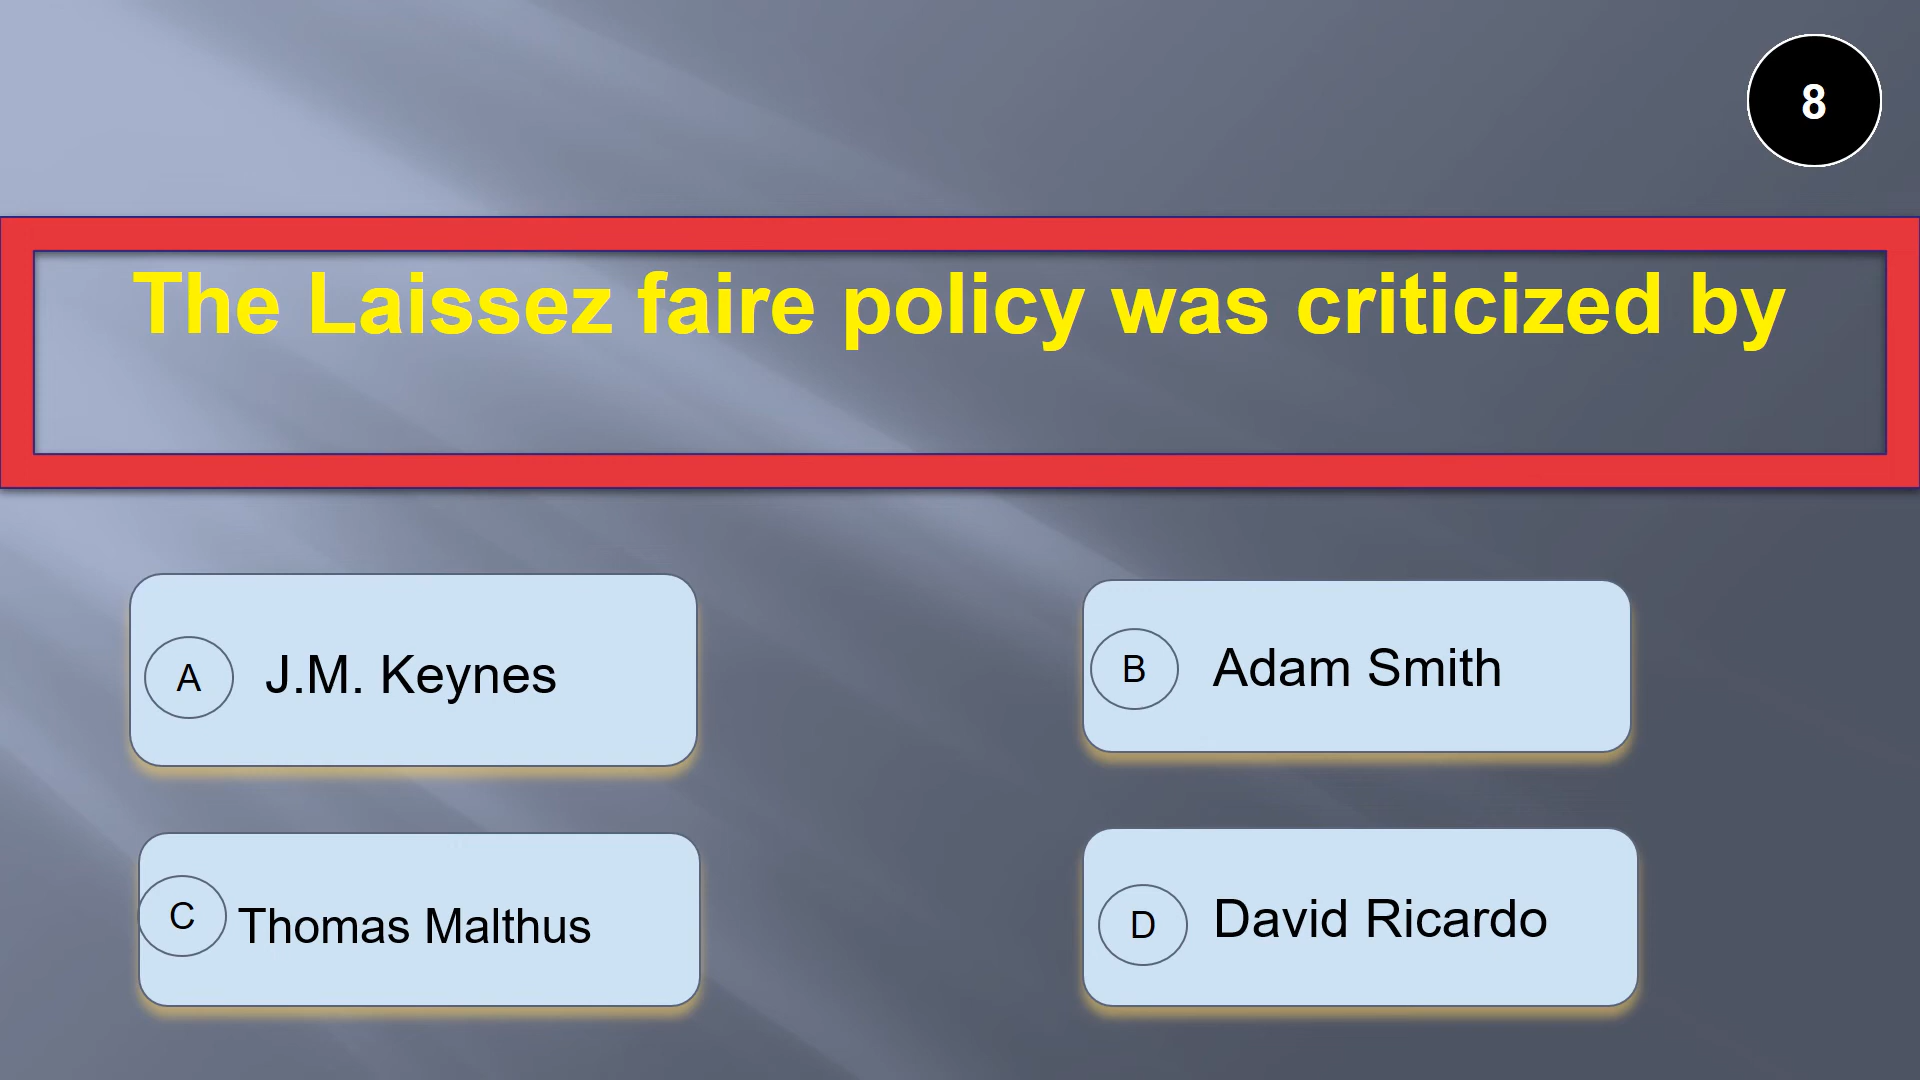 8
The Laissez faire policy was criticized by
A J.M. Keynes
B Adam Smith
C Thomas Malthus
D David Ricardo